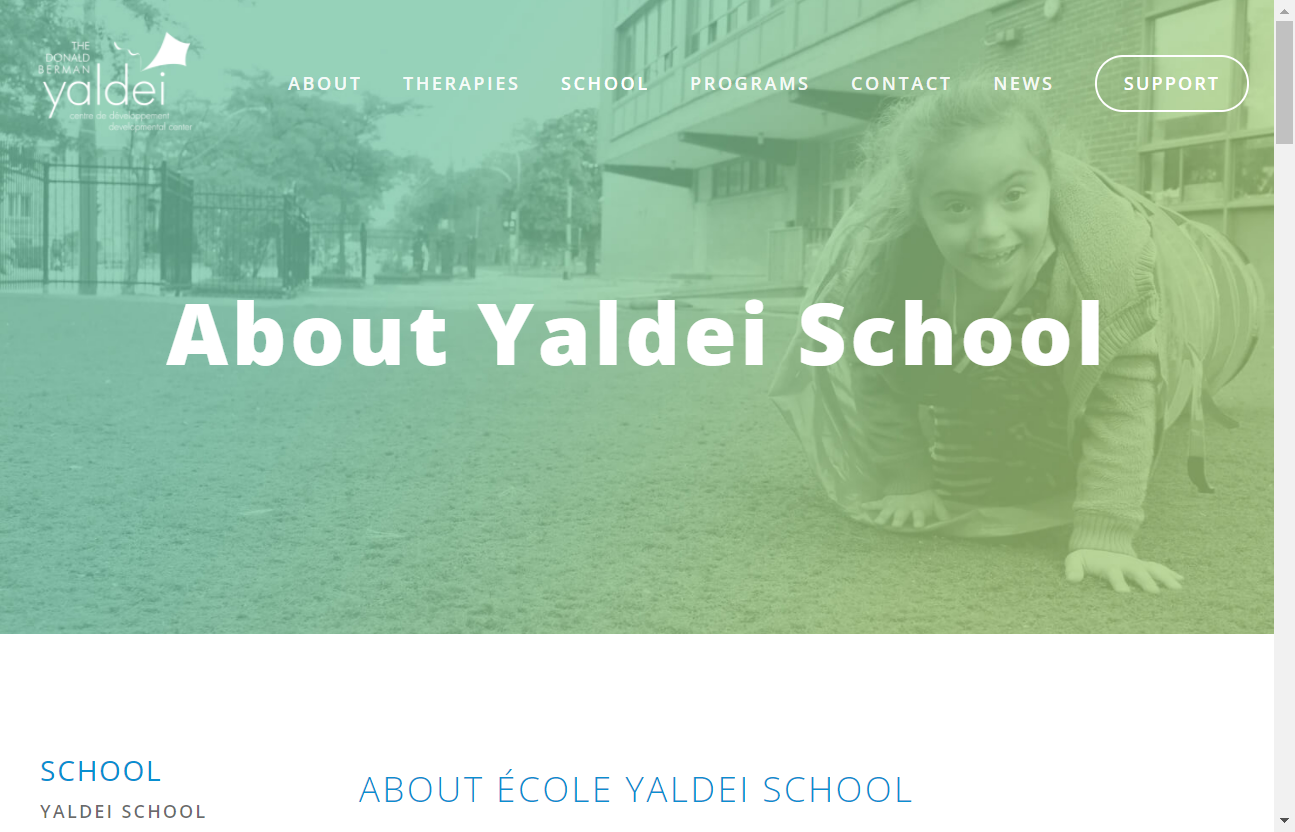 THE
DONALD
BERMAN
yaldei
centre de développement
developmental center
ABOUT THERAPIES SCHOOL PROGRAMS CONTACT NEWS SUPPORT
About Yaldei School
SCHOOL
YALDEI SCHOOL
ABOUT ÉCOLE YALDEI SCHOOL